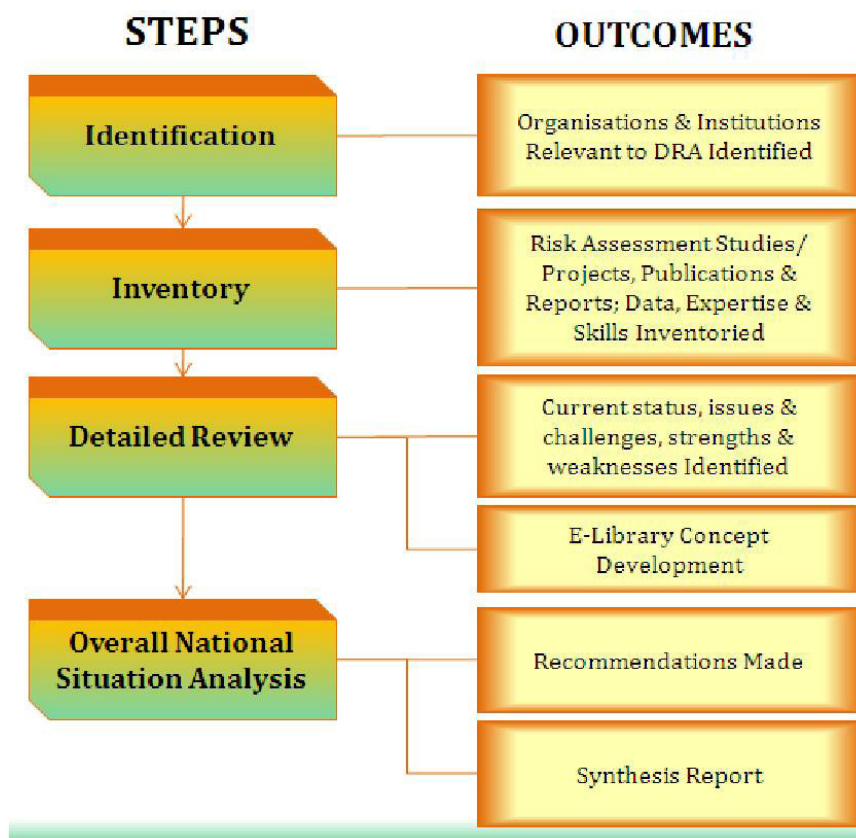 STEPS
OUTCOMES
Identification
Organisations & Institutions
Relevant to DRA Identified
Inventory
Risk Assessment Studies/
Projects, Publications &
Reports; Data, Expertise &
Skills Inventoried
Detailed Review
Current status, issues &
challenges, strengths &
weaknesses Identified
E-Library Concept
Development
Overall National
Situation Analysis
Recommendations Made
Synthesis Report